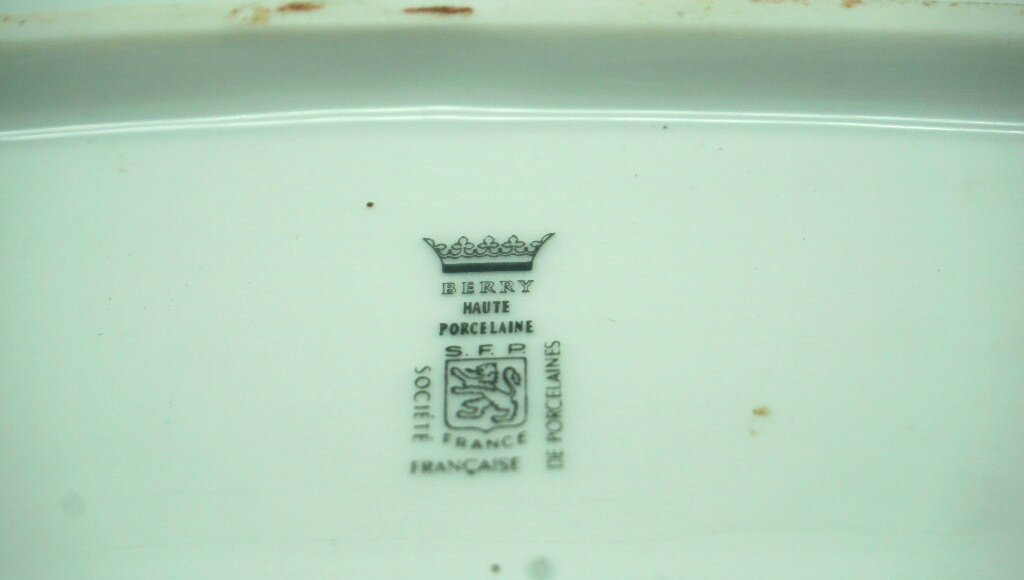 BERRY
HAUTE
PORCELAINE
S. F. P.
SOCIÉTÉ
FRANCE
FRANÇAISE
DE PORCELAINES